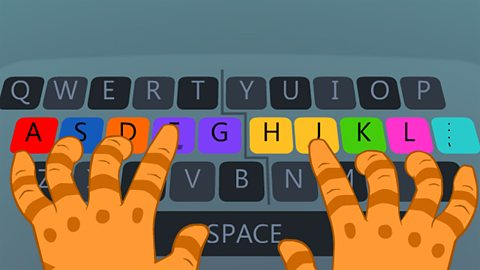 Q W E R T Y U I O P
A S D F G H J K L ;
Z V B N M
SPACE